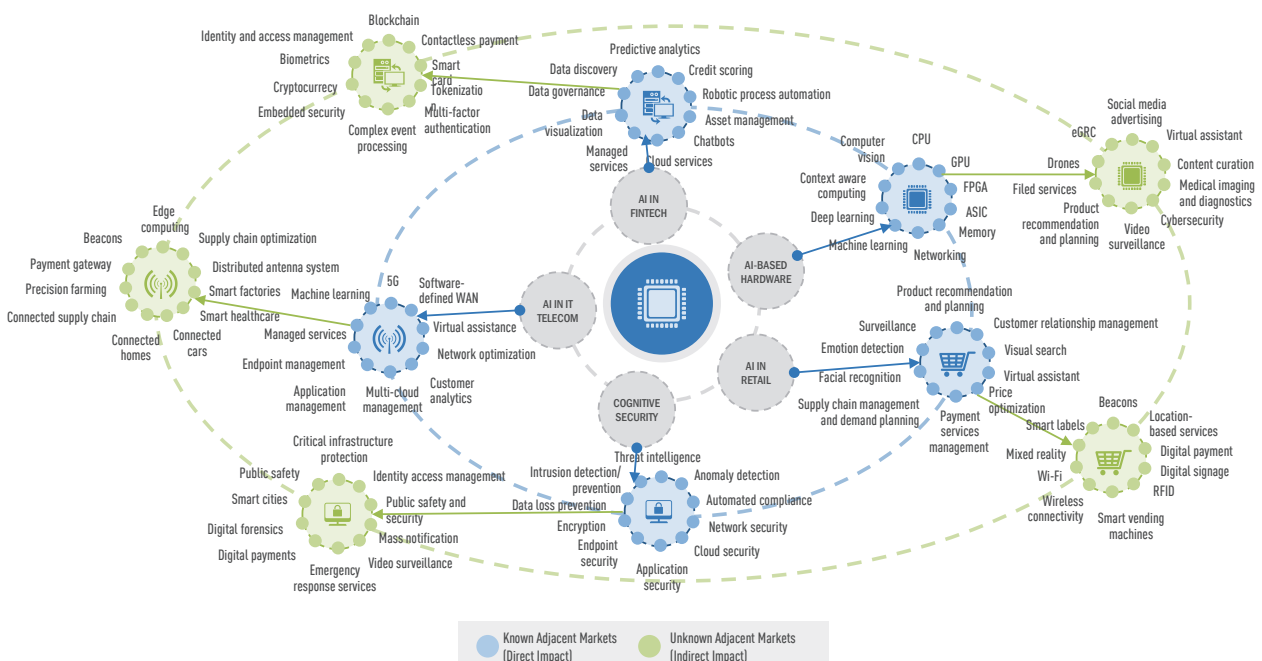 Blockchain
Identity and access management
Contactless payment
Biometrics
Smart
card
Cryptocurrecy
Tokenizatio
n
Embedded security
Multi-factor
authentication
Complex event
processing
Predictive analytics
Data discovery
Credit scoring
Data governance
Robotic process automation
Data
visualization
Asset management
Managed
services
Chatbots
Cloud services
AI IN
FINTECH
Computer
vision
CPU
GPU
Context aware
computing
FPGA
ASIC
Deep learning
Memory
Machine learning
Networking
AI-BASED
HARDWARE
Social media
advertising
eGRC
Virtual assistant
Drones
Content curation
Filed services
Medical imaging
and diagnostics
Product
recommendation
and planning
Cybersecurity
Video
surveillance
Edge
computing
Beacons
Supply chain optimization
Payment gateway
Distributed antenna system
Precision farming
Smart factories
Connected supply chain
Smart healthcare
Connected
homes
Connected
cars
5G
Machine learning
Software-
defined WAN
Managed services
Virtual assistance
Endpoint management
Network optimization
Application
management
Multi-cloud
management
Customer
analytics
AI IN IT
TELECOM
AI IN
RETAIL
Product recommendation
and planning
Surveillance
Customer relationship management
Emotion detection
Visual search
Facial recognition
Virtual assistant
Supply chain management
and demand planning
Price
optimization
Payment
services
management
Beacons
Smart labels
Location-
based services
Mixed reality
Digital payment
Wi-Fi
Digital signage
Wireless
connectivity
RFID
Smart vending
machines
COGNITIVE
SECURITY
Threat intelligence
Intrusion detection/
prevention
Anomaly detection
Data loss prevention
Automated compliance
Encryption
Network security
Endpoint
security
Cloud security
Application
security
Critical infrastructure
protection
Public safety
Identity access management
Smart cities
Public safety and
security
Digital forensics
Mass notification
Digital payments
Video surveillance
Emergency
response services
Known Adjacent Markets
(Direct Impact)
Unknown Adjacent Markets
(Indirect Impact)